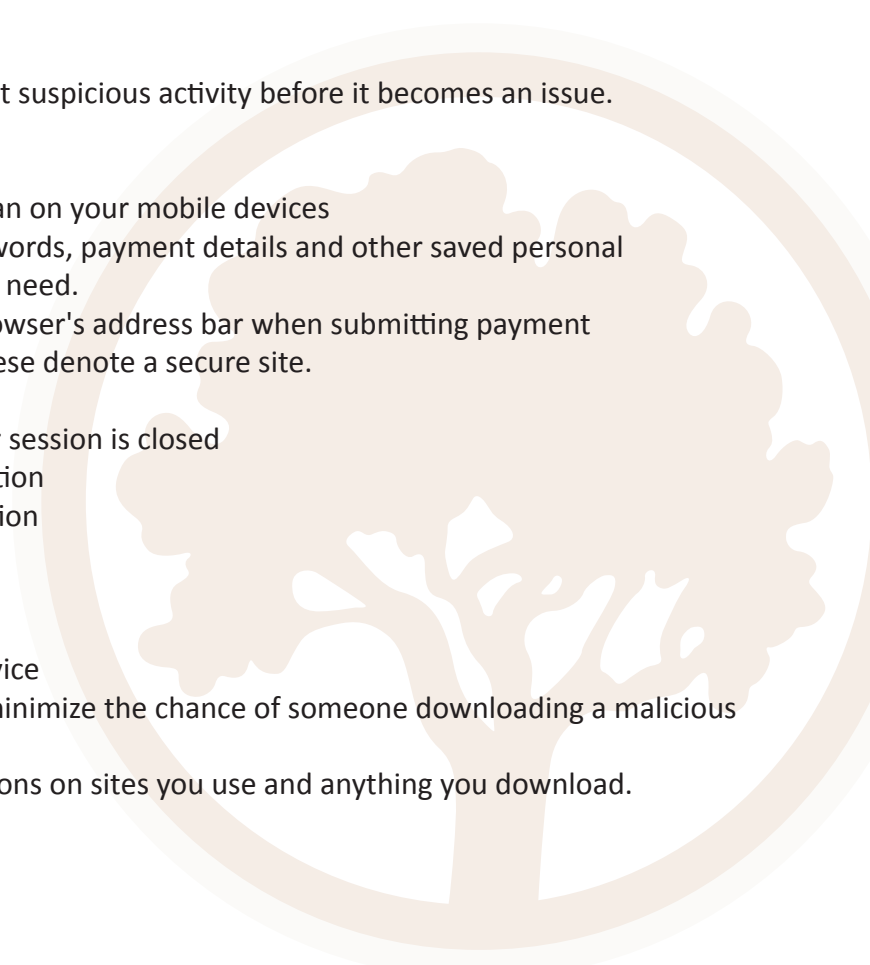 t suspicious activity before it becomes an issue.
an on your mobile devices
words, payment details and other saved personal
need.
owser's address bar when submitting payment
ese denote a secure site.
session is closed
tion
ion
vice
minimize the chance of someone downloading a malicious
ons on sites you use and anything you download.